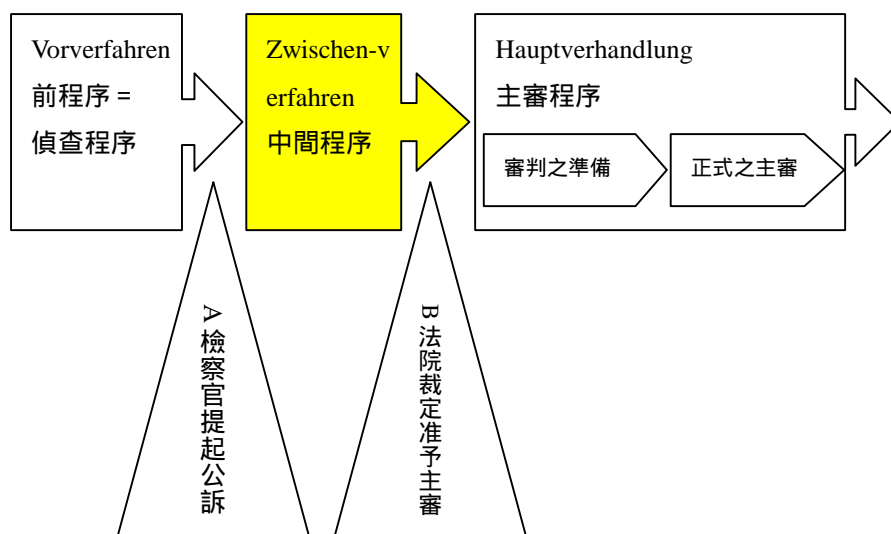 Vorverfahren
前程序 =
偵查程序
Zwischen-v
erfahren
中間程序
Hauptverhandlung
主審程序
審判之準備
正式之主審
A 檢察官提起公訴
B 法院裁定准予主審